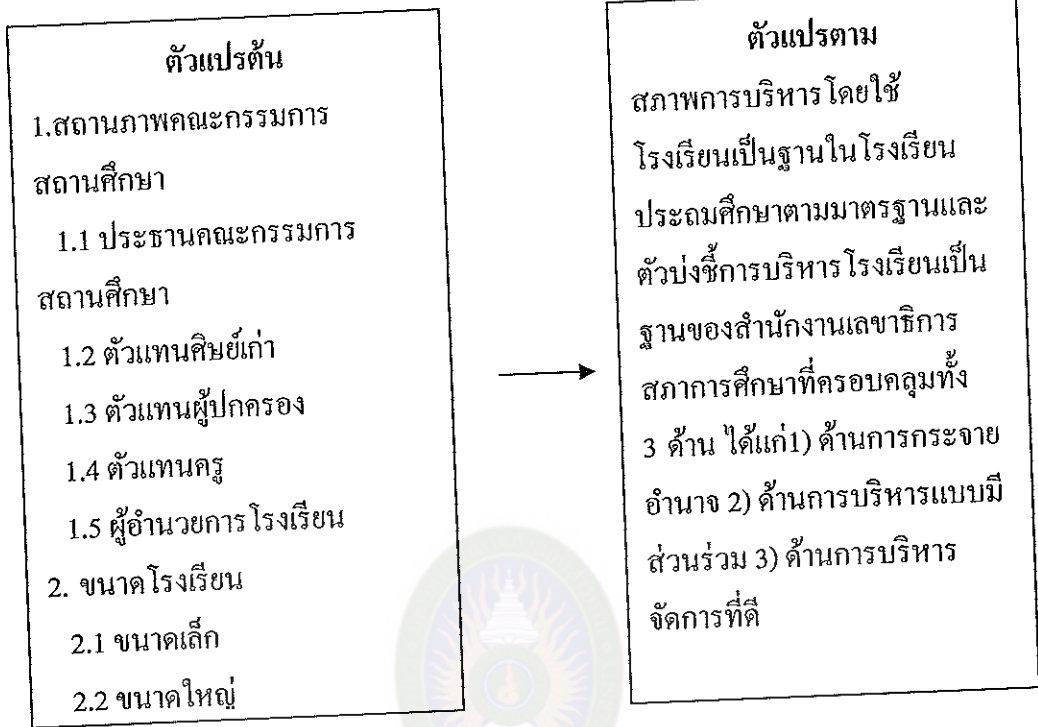 ตัวแปรต้น
1.สถานภาพคณะกรรมการ
สถานศึกษา
1.1 ประธานคณะกรรมการ
สถานศึกษา
1.2 ตัวแทนศิษย์เก่า
1.3 ตัวแทนผู้ปกครอง
1.4 ตัวแทนครู
1.5 ผู้อำนวยการโรงเรียน
2. ขนาดโรงเรียน
2.1 ขนาดเล็ก
2.2 ขนาดใหญ่
ตัวแปรตาม
สภาพการบริหารโดยใช้
โรงเรียนเป็นฐานในโรงเรียน
ประถมศึกษาตามมาตรฐานและ
ตัวบ่งชี้การบริหารโรงเรียนเป็น
ฐานของสำนักงานเลขาธิการ
สภาการศึกษาที่ครอบคลุมทั้ง
3 ด้าน ได้แก่1) ด้านการกระจาย
อำนาจ 2) ด้านการบริหารแบบมี
ส่วนร่วม 3) ด้านการบริหาร
จัดการที่ดี